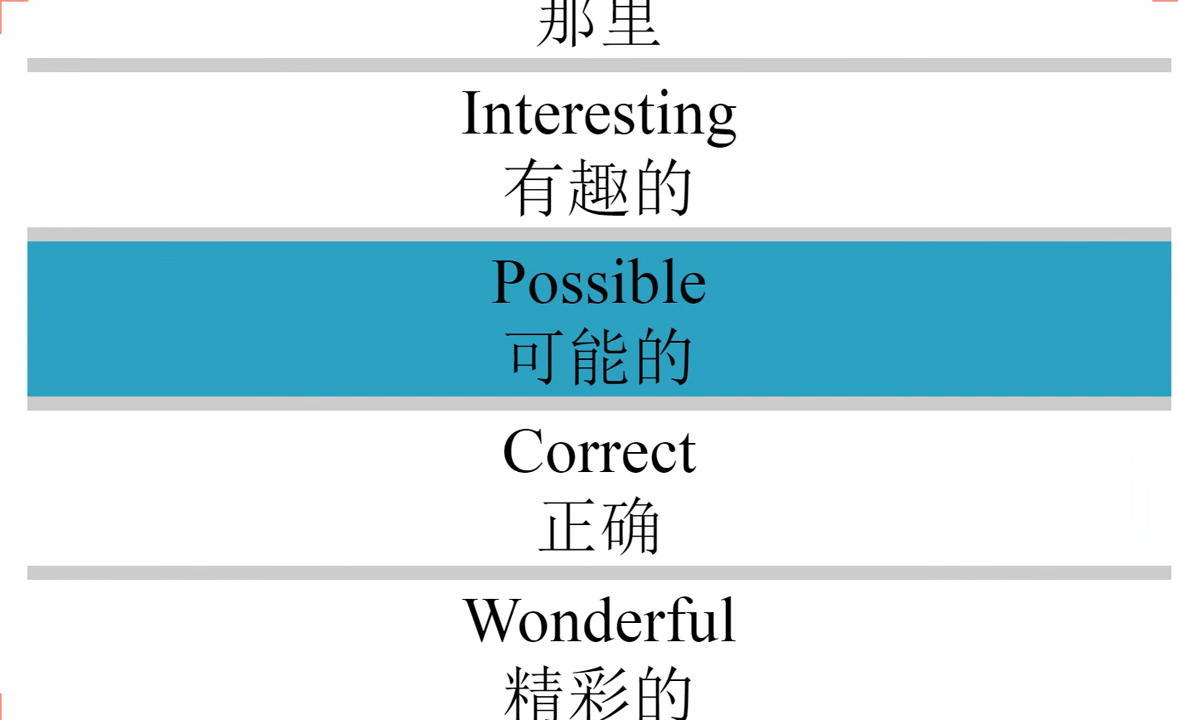 那里
Interesting
有趣的
Possible
可能的
Correct
正确
Wonderful
精彩的